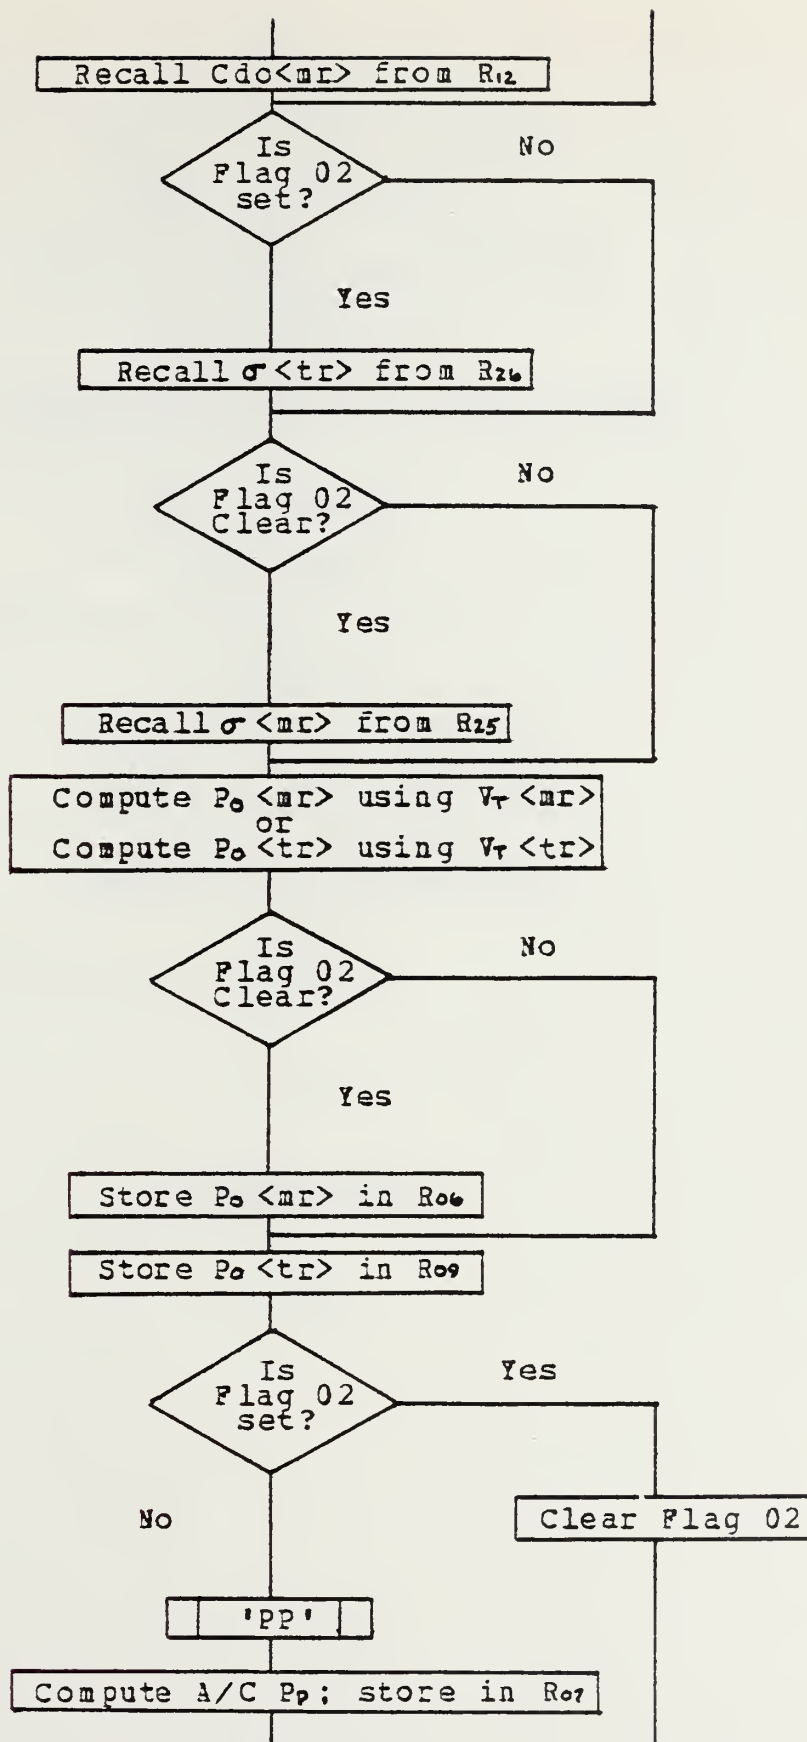 Recall Cdo<mr> from R12
Is
Flag 02
set?
No
Yes
Recall σ<tr> from R26
Is
Flag 02
Clear?
No
Yes
Recall σ<mr> from R25
Compute Po<mr> using VT<mr>
or
Compute Po<tr> using VT<tr>
Is
Flag 02
Clear?
No
Yes
Store Po<mr> in R06
Store Po<tr> in R09
Is
Flag 02
set?
Yes
No
Clear Flag 02
'PP'
Compute A/C Pp; store in R07